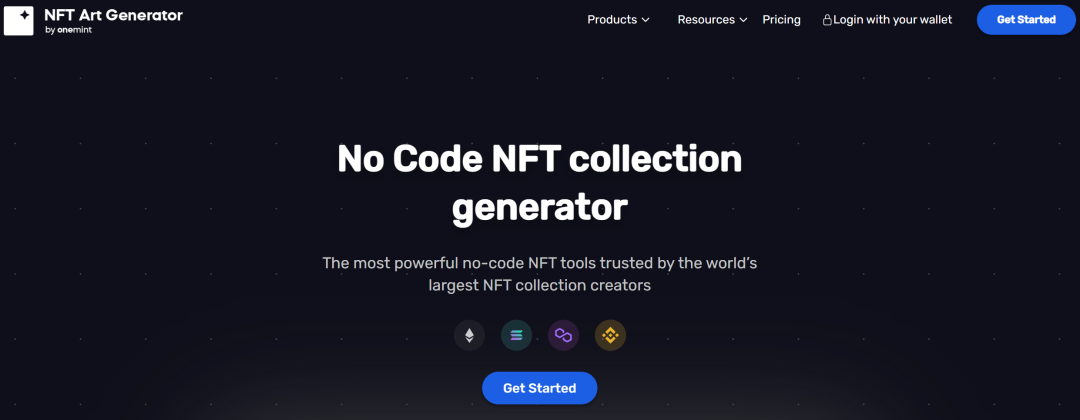 NFT Art Generator
by onemint
Products
Resources
Pricing
Login with your wallet
Get Started
No Code NFT collection
generator
The most powerful no-code NFT tools trusted by the world's
largest NFT collection creators
Get Started